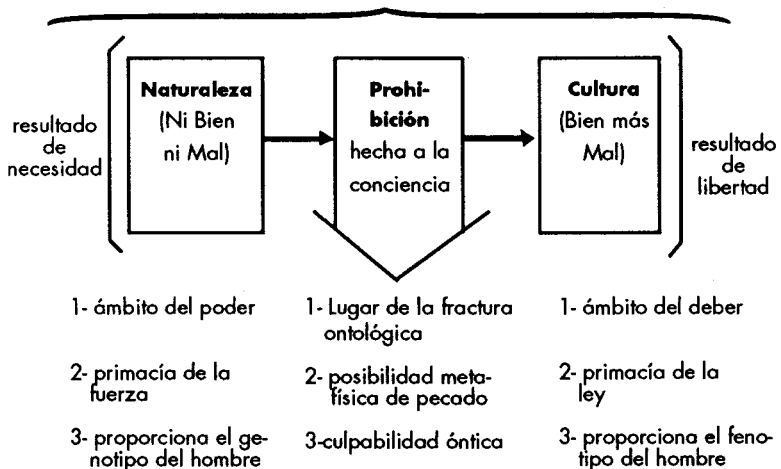 resultado
de
necesidad
Naturaleza
(Ni Bien
ni Mal)
Prohi-
bición
hecha a la
conciencia
Cultura
(Bien más
Mal)
resultado
de
libertad
1- ámbito del poder
2- primacía de la
fuerza
3- proporciona el ge-
notipo del hombre
1- Lugar de la fractura
ontológica
2- posibilidad meta-
física de pecado
3-culpabilidad óntica
1- ámbito del deber
2- primacía de la
ley
3- proporciona el feno-
tipo del hombre